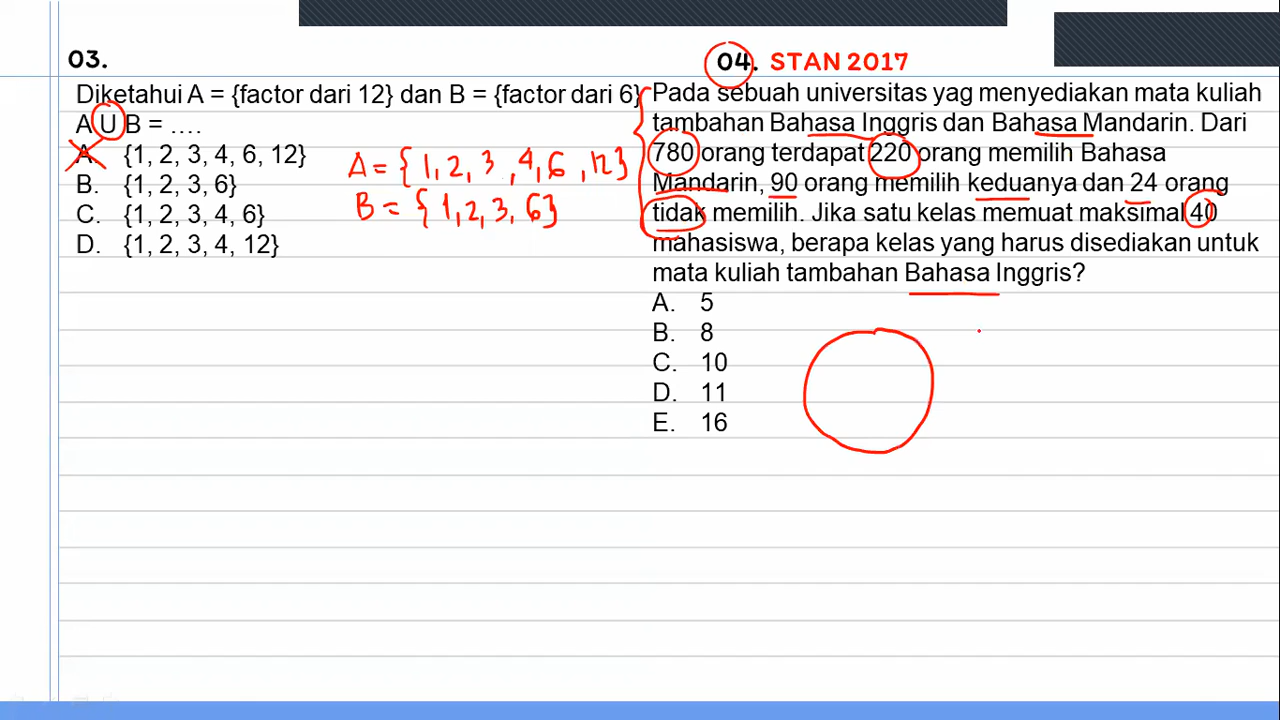 03.
Diketahui A = {factor dari 12} dan B = {factor dari 6}
A U B = ....
A. {1, 2, 3, 4, 6, 12}
B. {1, 2, 3, 6}
C. {1, 2, 3, 4, 6}
D. {1, 2, 3, 4, 12}
A = {1, 2, 3, 4, 6, 12}
B = {1, 2, 3, 6}
04. STAN 2017
Pada sebuah universitas yag menyediakan mata kuliah
tambahan Bahasa Inggris dan Bahasa Mandarin. Dari
780 orang terdapat 220 orang memilih Bahasa
Mandarin, 90 orang memilih keduanya dan 24 orang
tidak memilih. Jika satu kelas memuat maksimal 40
mahasiswa, berapa kelas yang harus disediakan untuk
mata kuliah tambahan Bahasa Inggris?
A. 5
B. 8
C. 10
D. 11
E. 16